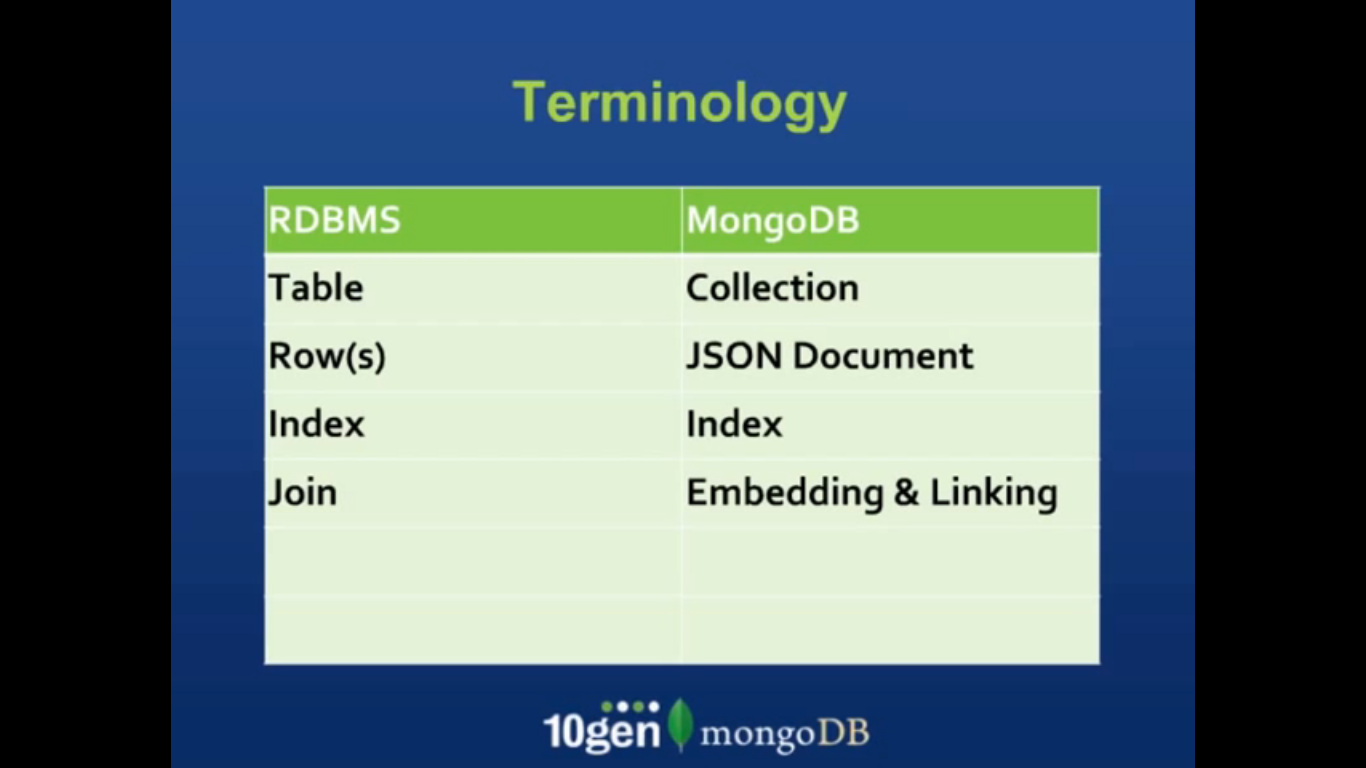 Terminology
RDBMS MongoDB
Table Collection
Row(s) JSON Document
Index Index
Join Embedding & Linking
10gen mongoDB